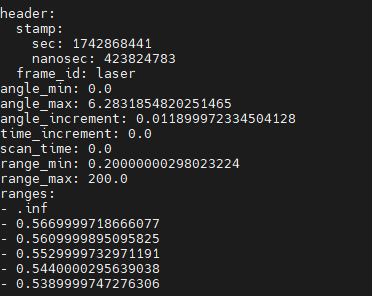 header:
  stamp:
    sec: 1742868441
    nanosec: 423824783
  frame_id: laser
angle_min: 0.0
angle_max: 6.2831854820251465
angle_increment: 0.011899972334504128
time_increment: 0.0
scan_time: 0.0
range_min: 0.20000000298023224
range_max: 200.0
ranges:
- .inf
- 0.5669999718666077
- 0.5609999895095825
- 0.5529999732971191
- 0.5440000295639038
- 0.5389999747276306